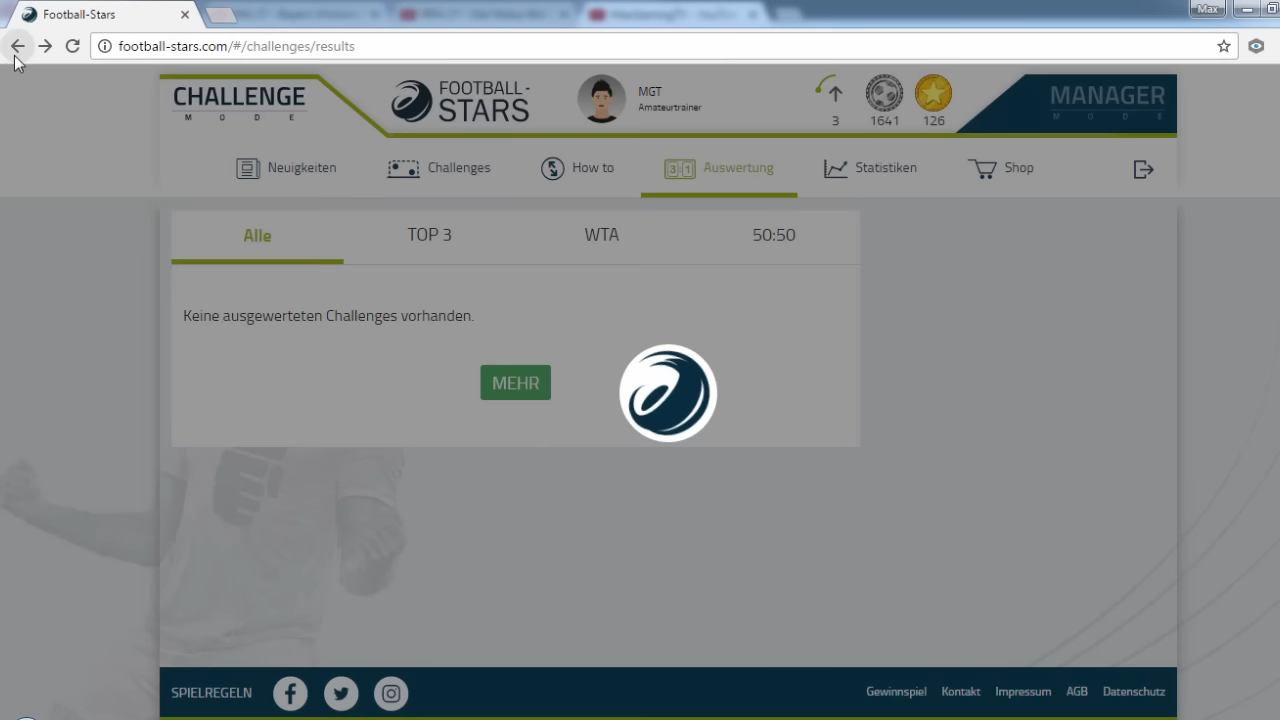 Football-Stars
Max
football-stars.com/#/challenges/results
CHALLENGE
MODE
FOOTBALL-
STARS
MGT
Amateurtrainer
3
1641
126
MANAGER
MODE
Neuigkeiten
Challenges
How to
3:1
Auswertung
Statistiken
Shop
Alle
TOP 3
WTA
50:50
Keine ausgewerteten Challenges vorhanden.
MEHR
SPIELREGELN
Gewinnspiel
Kontakt
Impressum
AGB
Datenschutz